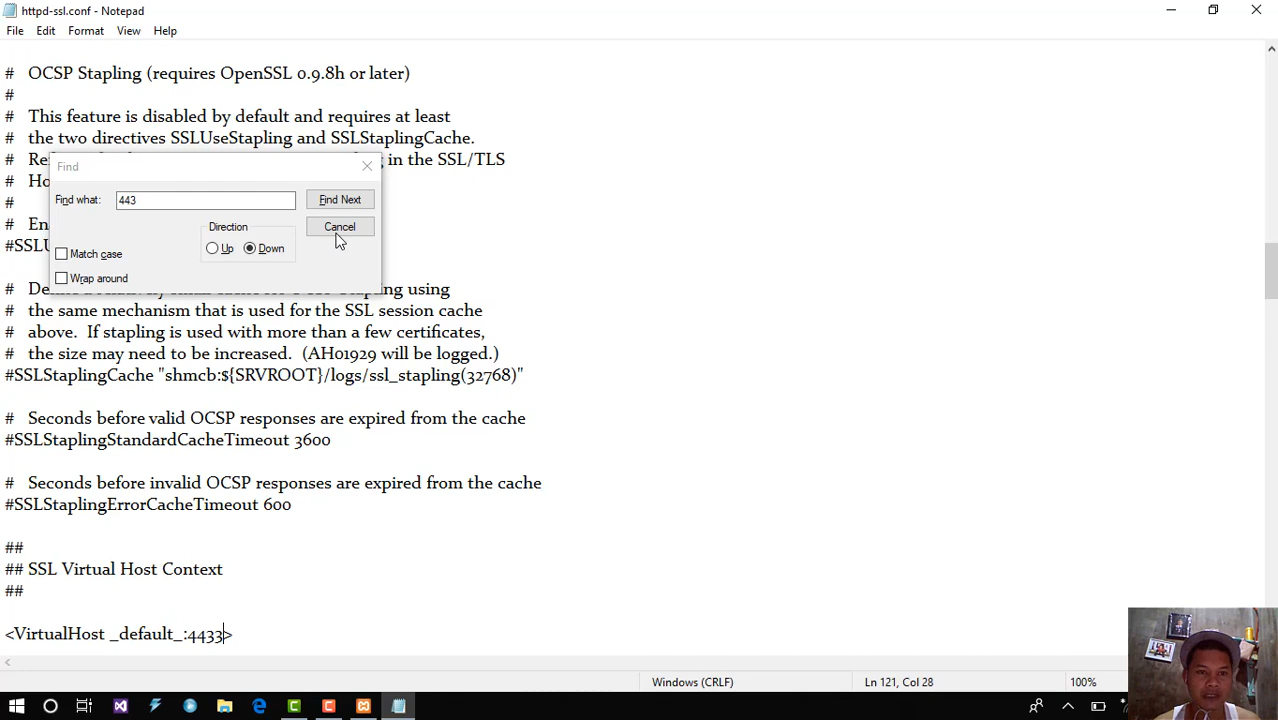 httpd-ssl.conf - Notepad
File Edit Format View Help
# OCSP Stapling (requires OpenSSL 0.9.8h or later)
#
# This feature is disabled by default and requires at least
# the two directives SSLUseStapling and SSLStaplingCache.
# in the SSL/TLS
#
#
#SSLU
Find
Find what: 443 Find Next
Direction Cancel
Up Down
Match case
Wrap around
# using
# the same mechanism that is used for the SSL session cache
# above. If stapling is used with more than a few certificates,
# the size may need to be increased. (AH01929 will be logged.)
#SSLStaplingCache "shmcb:${SRVROOT}/logs/ssl_stapling(32768)"
# Seconds before valid OCSP responses are expired from the cache
#SSLStaplingStandardCacheTimeout 3600
# Seconds before invalid OCSP responses are expired from the cache
#SSLStaplingErrorCacheTimeout 600
##
## SSL Virtual Host Context
##
<VirtualHost _default_:4433>
Windows (CRLF) Ln 121, Col 28 100%